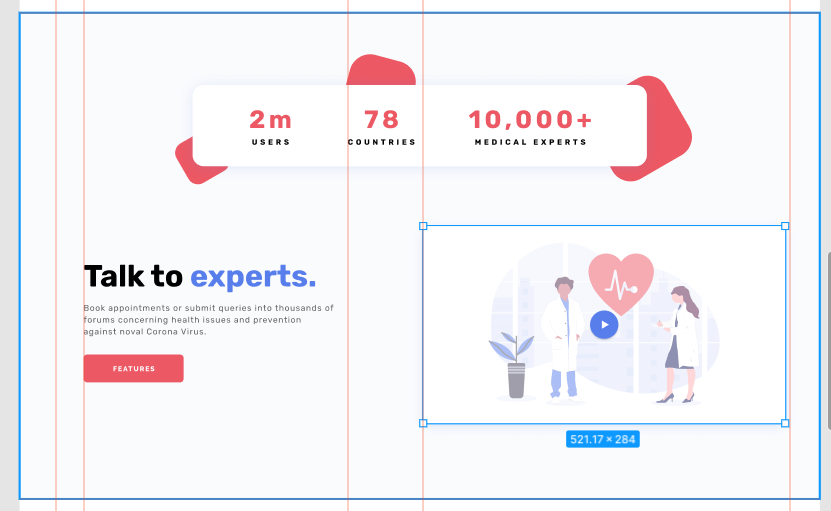 2m
78
10,000+
USERS
COUNTRIES
MEDICAL EXPERTS
Talk to experts.
Book appointments or submit queries into thousands of
forums concerning health issues and prevention
against noval Corona Virus.
FEATURES
521.17 × 284